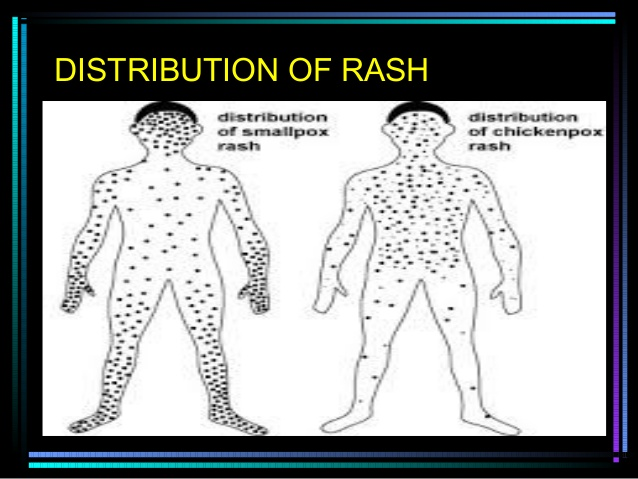 DISTRIBUTION OF RASH
distribution
of smallpox
rash
distribution
of chickenpox
rash